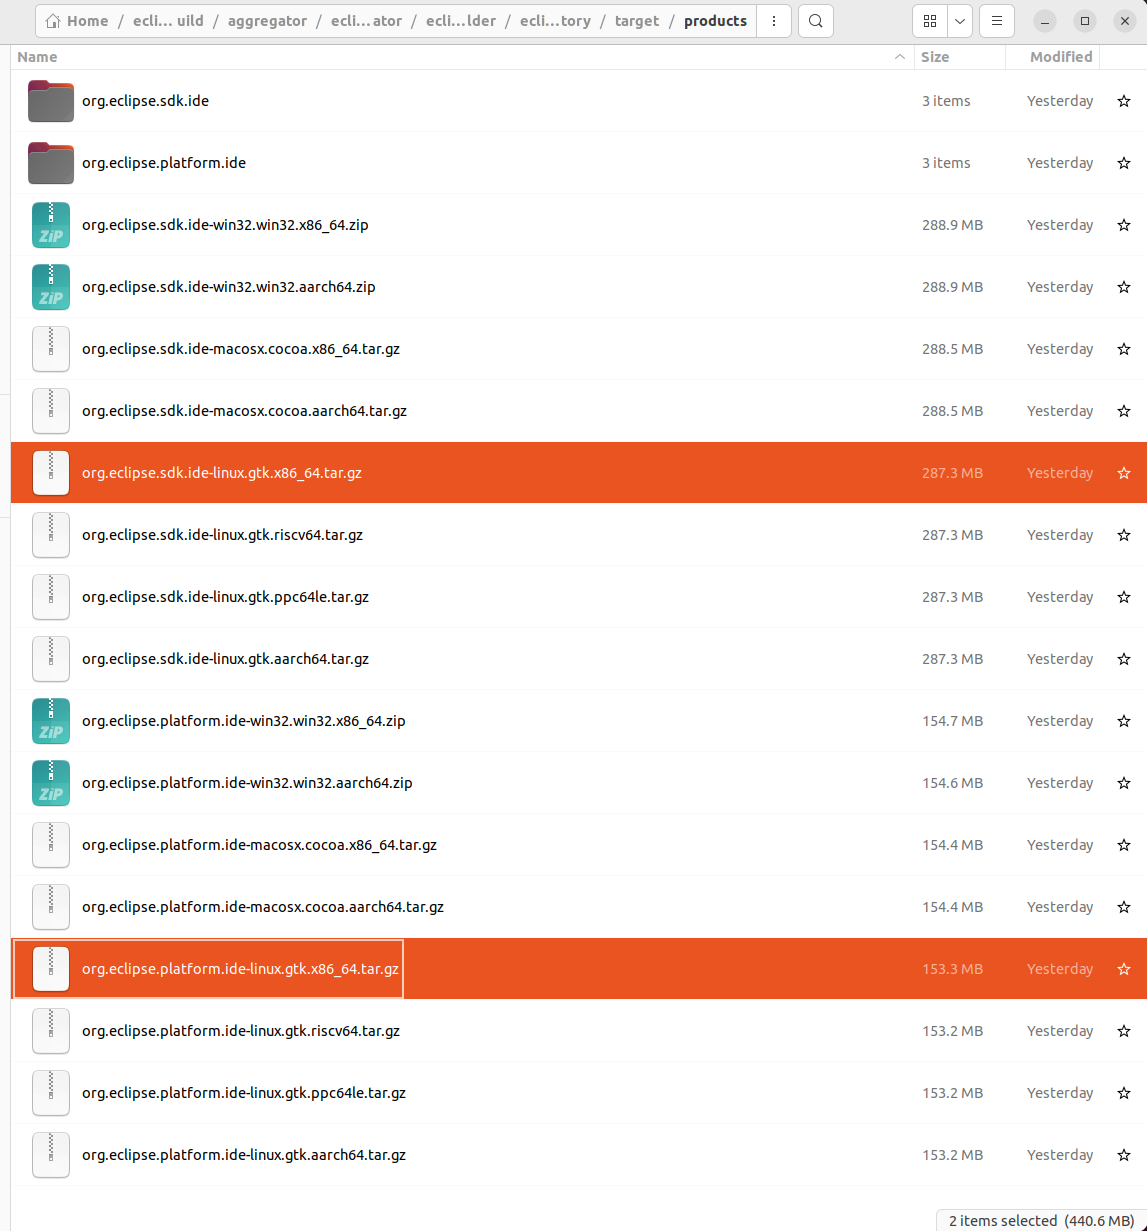 Home / ecli... uild / aggregator / ecli...ator / ecli...lder / ecli...tory / target / products
Name Size Modified
org.eclipse.sdk.ide 3 items Yesterday
org.eclipse.platform.ide 3 items Yesterday
ZiP org.eclipse.sdk.ide-win32.win32.x86_64.zip 288.9 MB Yesterday
ZiP org.eclipse.sdk.ide-win32.win32.aarch64.zip 288.9 MB Yesterday
org.eclipse.sdk.ide-macosx.cocoa.x86_64.tar.gz 288.5 MB Yesterday
org.eclipse.sdk.ide-macosx.cocoa.aarch64.tar.gz 288.5 MB Yesterday
org.eclipse.sdk.ide-linux.gtk.x86_64.tar.gz 287.3 MB Yesterday
org.eclipse.sdk.ide-linux.gtk.riscv64.tar.gz 287.3 MB Yesterday
org.eclipse.sdk.ide-linux.gtk.ppc64le.tar.gz 287.3 MB Yesterday
org.eclipse.sdk.ide-linux.gtk.aarch64.tar.gz 287.3 MB Yesterday
ZiP org.eclipse.platform.ide-win32.win32.x86_64.zip 154.7 MB Yesterday
ZiP org.eclipse.platform.ide-win32.win32.aarch64.zip 154.6 MB Yesterday
org.eclipse.platform.ide-macosx.cocoa.x86_64.tar.gz 154.4 MB Yesterday
org.eclipse.platform.ide-macosx.cocoa.aarch64.tar.gz 154.4 MB Yesterday
org.eclipse.platform.ide-linux.gtk.x86_64.tar.gz 153.3 MB Yesterday
org.eclipse.platform.ide-linux.gtk.riscv64.tar.gz 153.2 MB Yesterday
org.eclipse.platform.ide-linux.gtk.ppc64le.tar.gz 153.2 MB Yesterday
org.eclipse.platform.ide-linux.gtk.aarch64.tar.gz 153.2 MB Yesterday
2 items selected (440.6 MB)